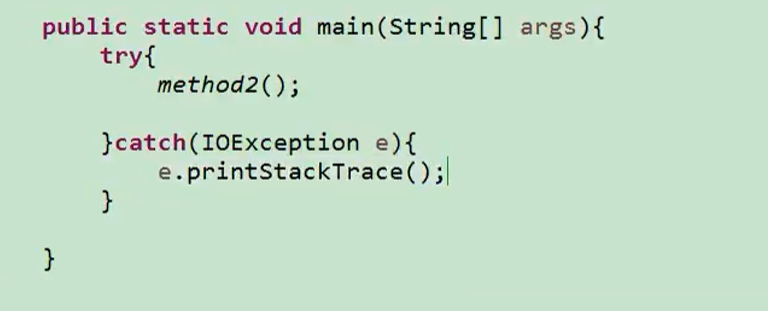 public static void main(String[] args){
    try{
        method2();

    }catch(IOException e){
        e.printStackTrace();
    }

}